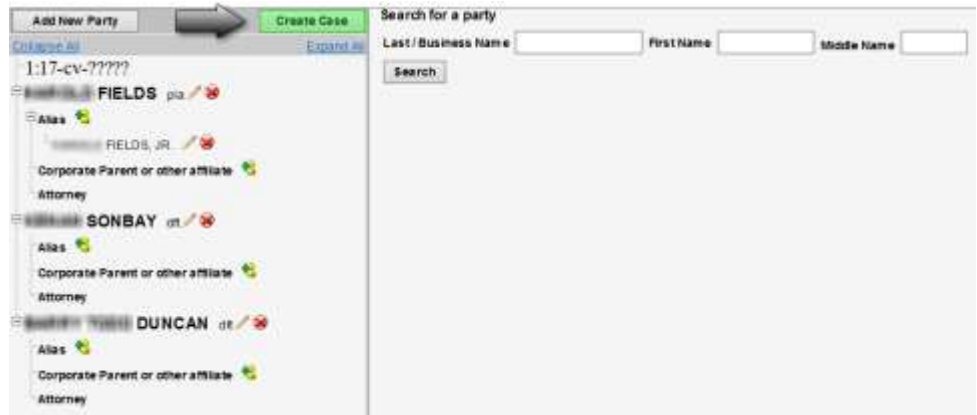 Add New Party
Create Case
Collapse All
Expand All
1:17-cv-?????
FIELDS pla
Alias
FIELDS, JR.
Corporate Parent or other affiliate
Attorney
SONBAY dft
Alias
Corporate Parent or other affiliate
Attorney
DUNCAN dft
Alias
Corporate Parent or other affiliate
Attorney
Search for a party
Last / Business Name
First Name
Middle Name
Search